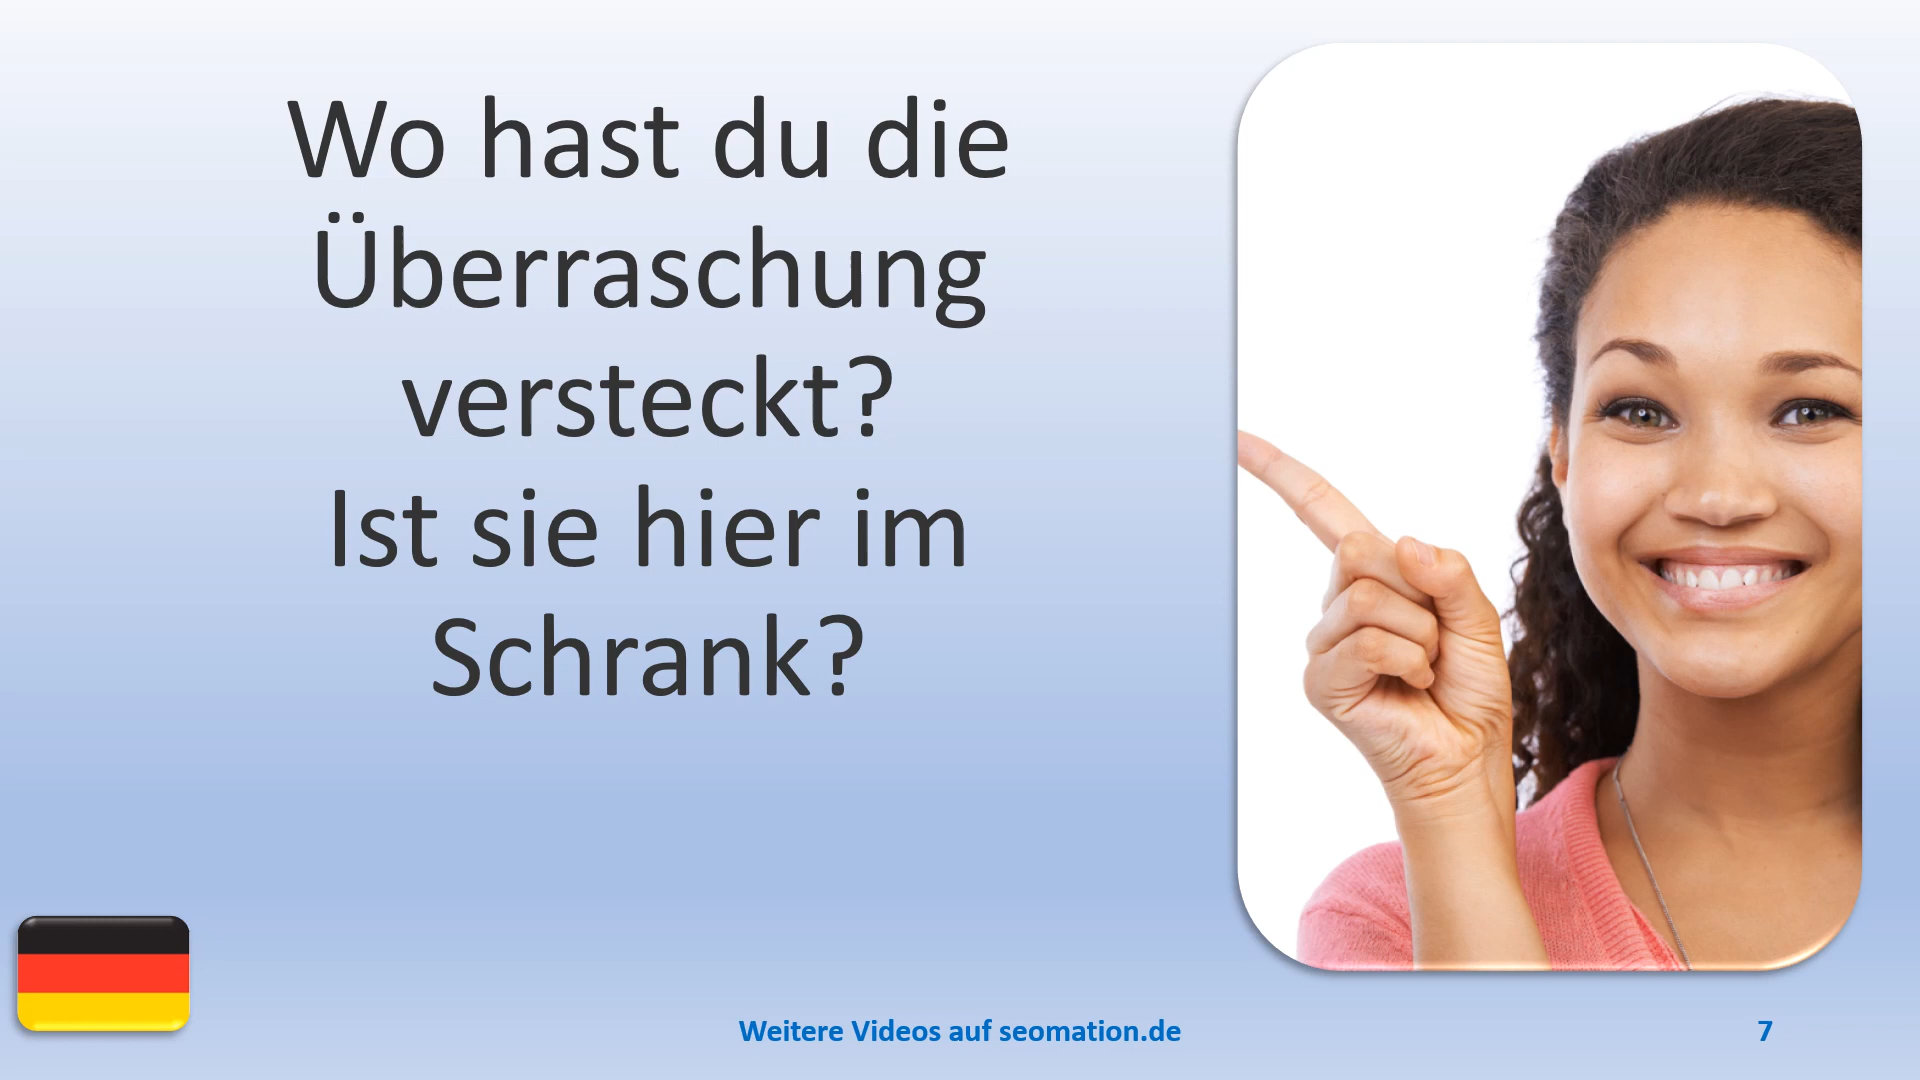 Wo hast du die
Überraschung
versteckt?
Ist sie hier im
Schrank?
Weitere Videos auf seomation.de
7